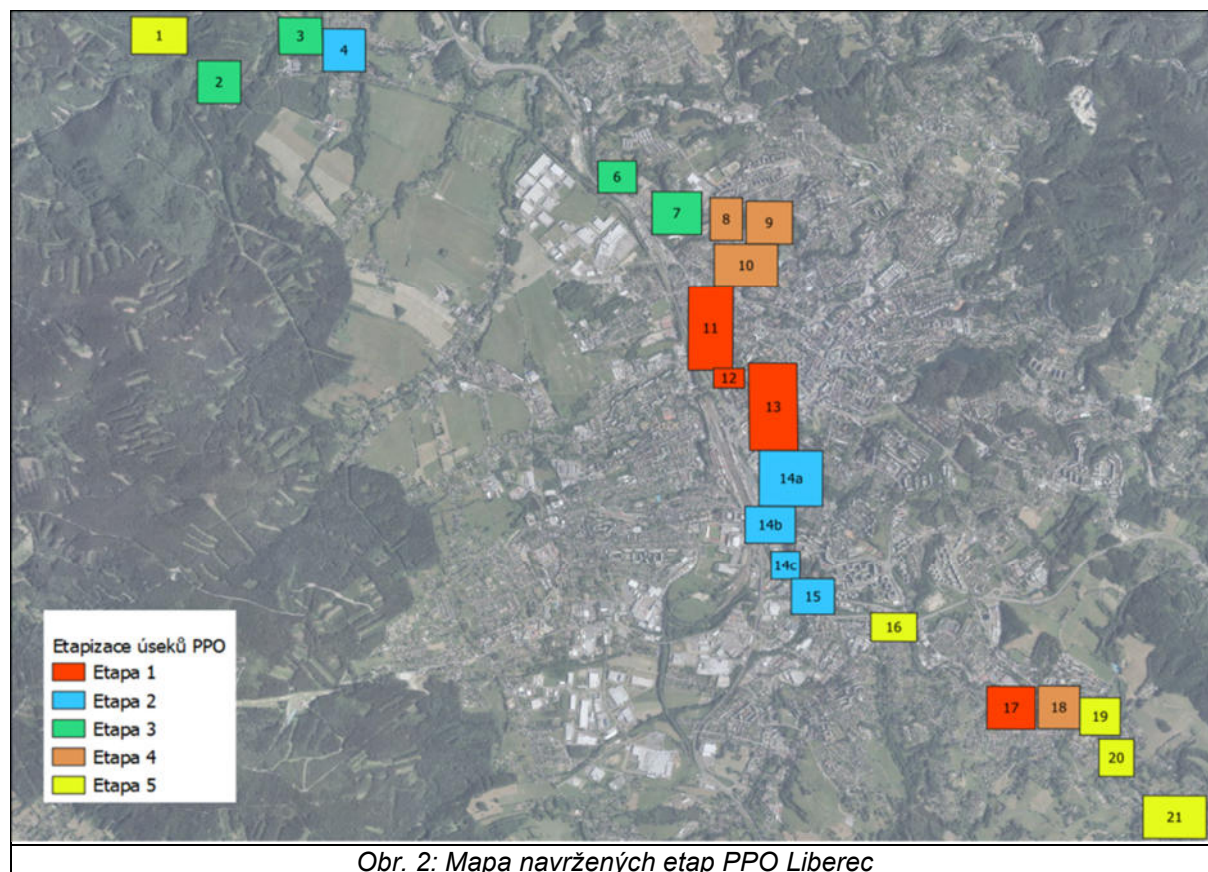 1
3
4
2
6
7
8
9
10
11
12
13
14a
14b
14c
15
16
17
18
19
20
21
Etapizace úseků PPO
Etapa 1
Etapa 2
Etapa 3
Etapa 4
Etapa 5
Obr. 2: Mapa navržených etap PPO Liberec